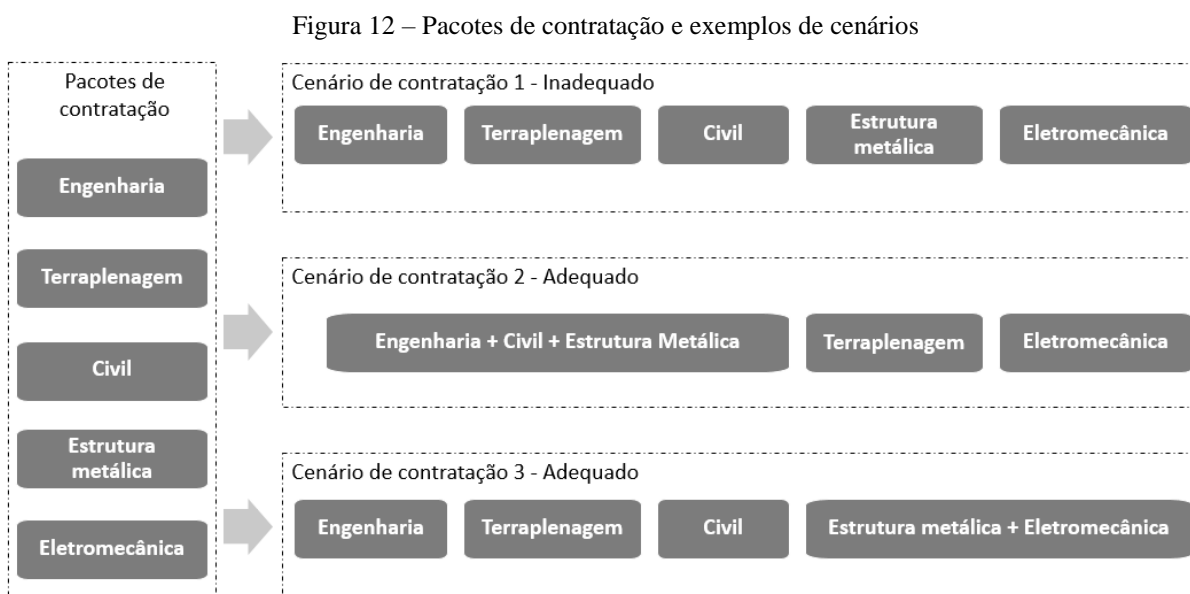 Figura 12 – Pacotes de contratação e exemplos de cenários
Pacotes de
contratação
Engenharia
Terraplenagem
Civil
Estrutura
metálica
Eletromecânica
Cenário de contratação 1 - Inadequado
Engenharia
Terraplenagem
Civil
Estrutura
metálica
Eletromecânica
Cenário de contratação 2 - Adequado
Engenharia + Civil + Estrutura Metálica
Terraplenagem
Eletromecânica
Cenário de contratação 3 - Adequado
Engenharia
Terraplenagem
Civil
Estrutura metálica + Eletromecânica